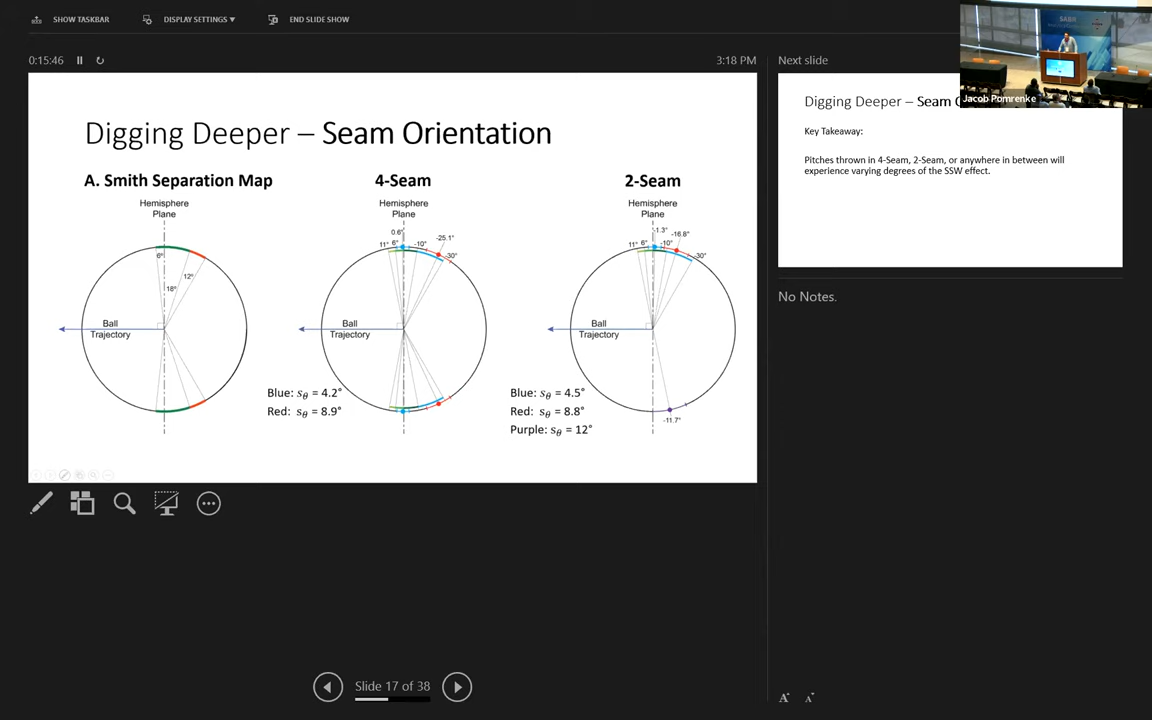 SHOW TASKBAR
DISPLAY SETTINGS ▾
END SLIDE SHOW
0:15:46
3:18 PM
Next slide
SABR
Jacob Pomrenke
Digging Deeper – Seam Orientation
A. Smith Separation Map
4-Seam
2-Seam
Hemisphere
Plane
6°
12°
18°
Ball
Trajectory
Hemisphere
Plane
0.6°
11°
6°
-10°
-25.1°
-30°
Ball
Trajectory
Blue: sθ = 4.2°
Red: sθ = 8.9°
Hemisphere
Plane
-1.3°
-16.8°
11°
6°
-10°
-30°
Ball
Trajectory
-11.7°
Blue: sθ = 4.5°
Red: sθ = 8.8°
Purple: sθ = 12°
Digging Deeper – Seam
Key Takeaway:
Pitches thrown in 4-Seam, 2-Seam, or anywhere in between will
experience varying degrees of the SSW effect.
No Notes.
Slide 17 of 38
A
A